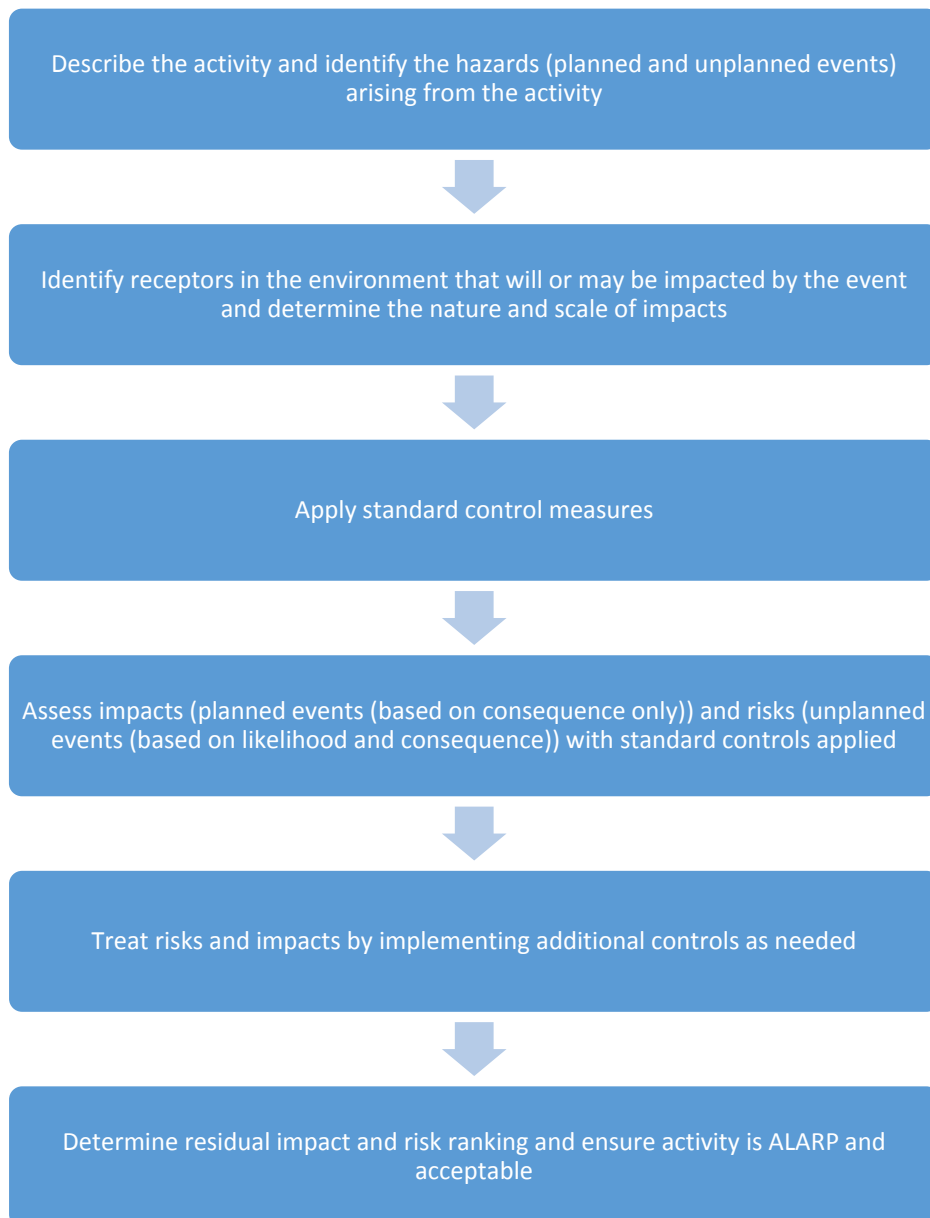 Describe the activity and identify the hazards (planned and unplanned events)
arising from the activity
Identify receptors in the environment that will or may be impacted by the event
and determine the nature and scale of impacts
Apply standard control measures
Assess impacts (planned events (based on consequence only)) and risks (unplanned
events (based on likelihood and consequence)) with standard controls applied
Treat risks and impacts by implementing additional controls as needed
Determine residual impact and risk ranking and ensure activity is ALARP and
acceptable